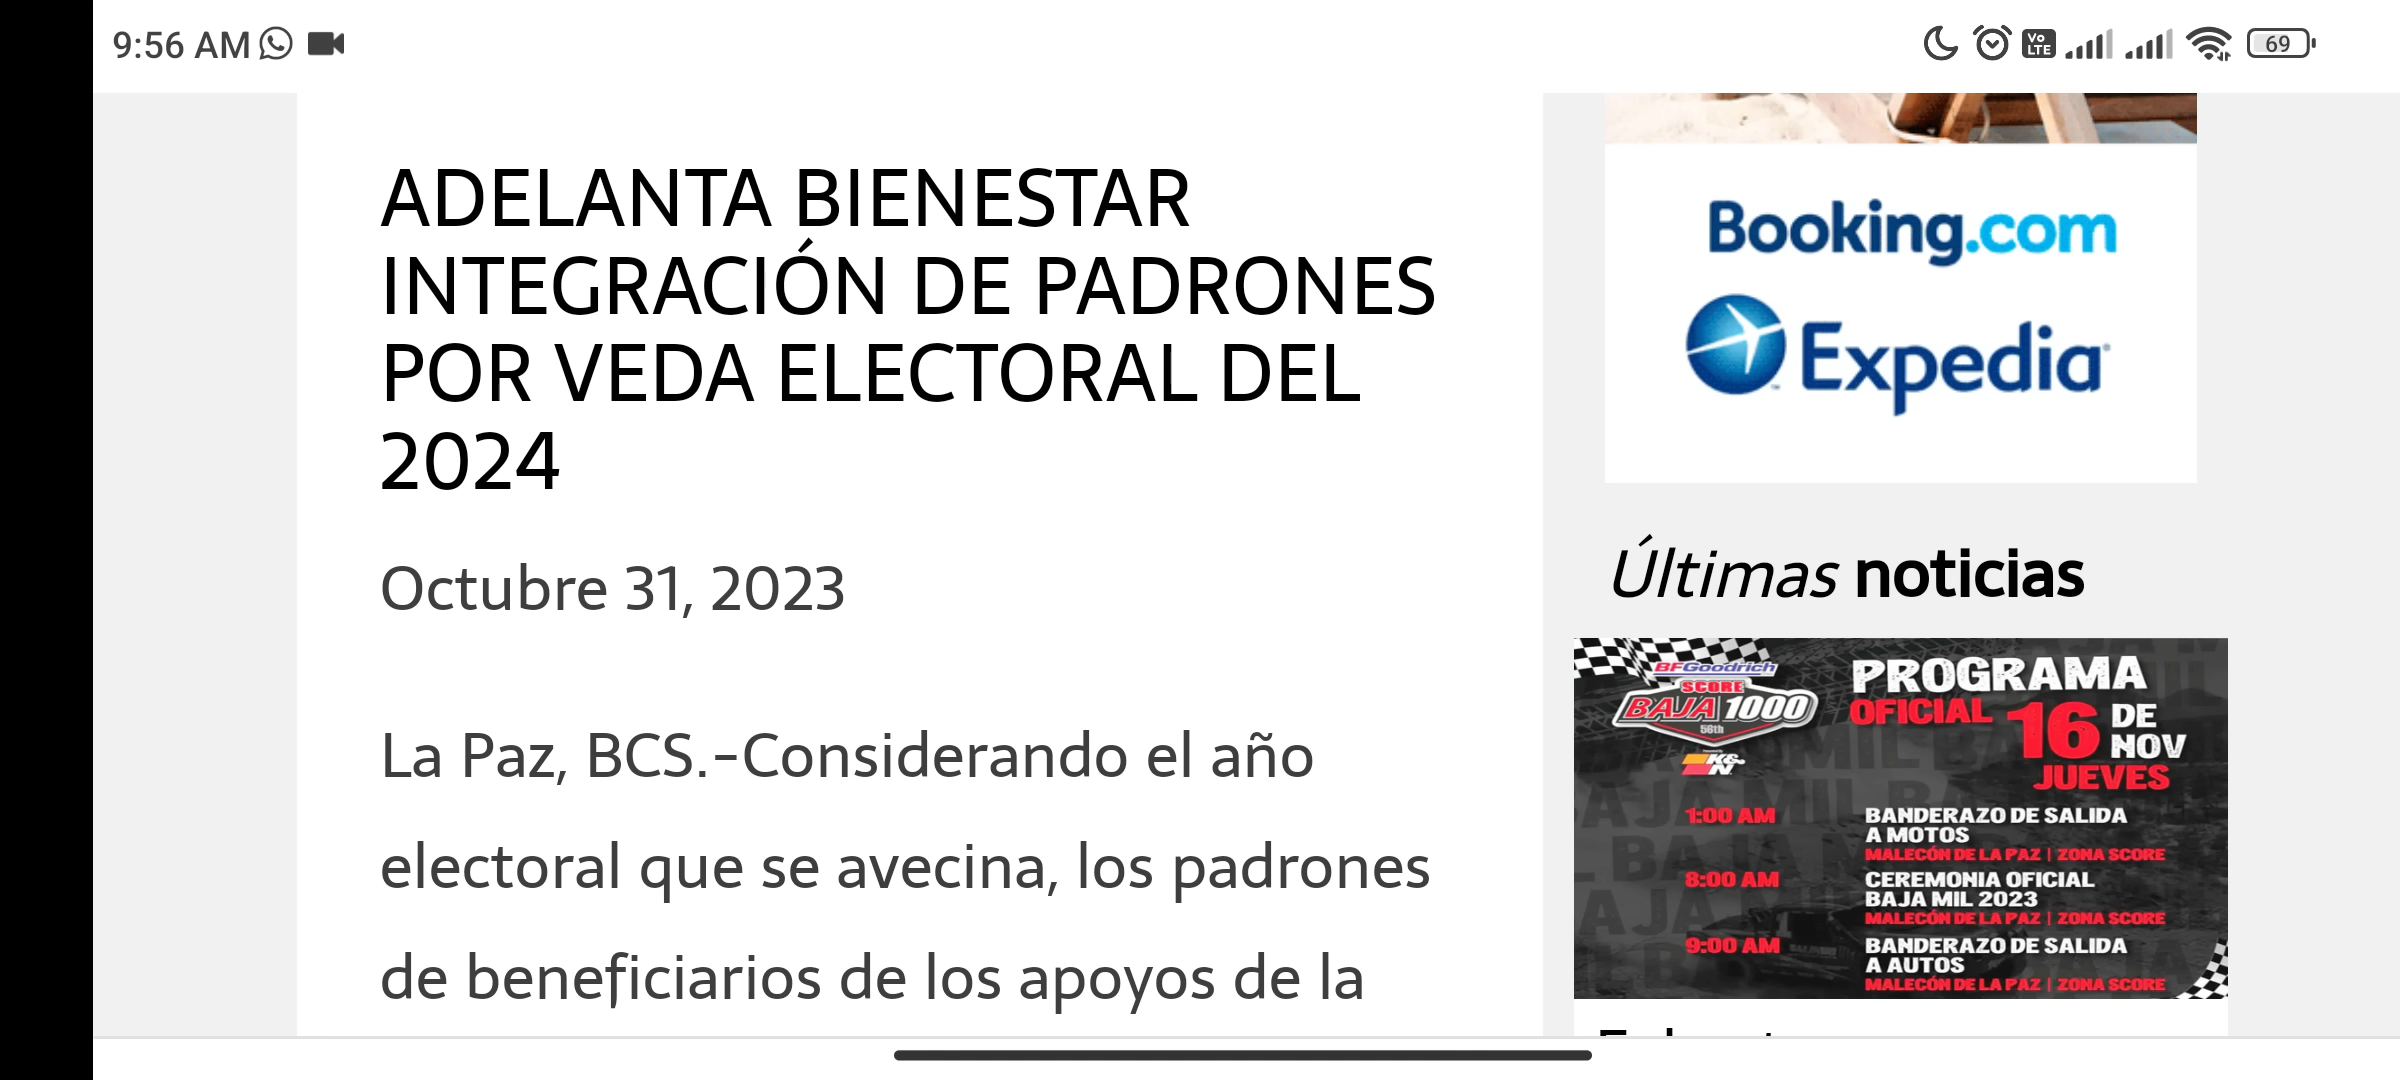 9:56 AM
Vo LTE
69
ADELANTA BIENESTAR
INTEGRACIÓN DE PADRONES
POR VEDA ELECTORAL DEL
2024
Octubre 31, 2023
La Paz, BCS.-Considerando el año
electoral que se avecina, los padrones
de beneficiarios de los apoyos de la
Booking.com
Expedia
Últimas noticias
BFGoodrich
SCORE
BAJA 1000
56th
K&N
PROGRAMA
OFICIAL 16 DE NOV
JUEVES
1:00 AM BANDERAZO DE SALIDA
A MOTOS
MALECÓN DE LA PAZ | ZONA SCORE
8:00 AM CEREMONIA OFICIAL
BAJA MIL 2023
MALECÓN DE LA PAZ | ZONA SCORE
9:00 AM BANDERAZO DE SALIDA
A AUTOS
MALECÓN DE LA PAZ | ZONA SCORE